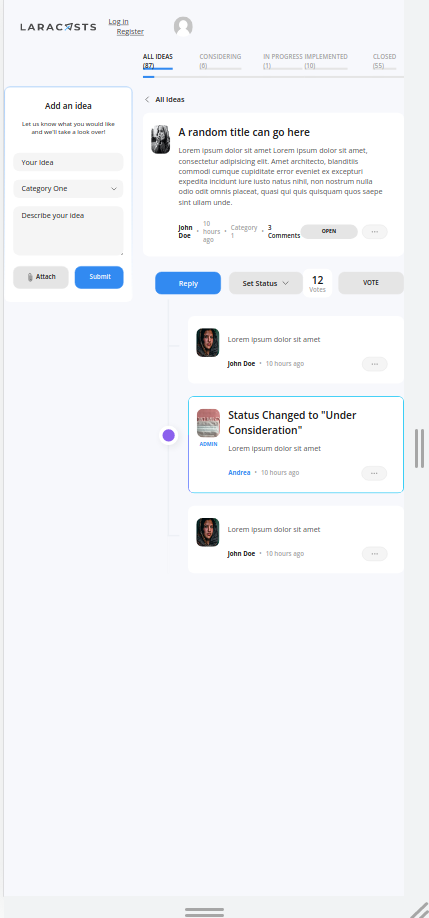 LARACASTS
Log in
Register
ALL IDEAS (87)
CONSIDERING (6)
IN PROGRESS (1)
IMPLEMENTED (10)
CLOSED (55)
Add an idea
Let us know what you would like
and we'll take a look over!
Your Idea
Category One
Describe your idea
Attach
Submit
All Ideas
A random title can go here
Lorem ipsum dolor sit amet Lorem ipsum dolor sit amet,
consectetur adipisicing elit. Amet architecto, blanditiis
commodi cumque cupiditate error eveniet ex excepturi
expedita incidunt iure iusto natus nihil, non nostrum nulla
odio odit omnis placeat, quasi qui quis quisquam quos saepe
sint ullam unde.
John Doe • 10 hours ago • Category 1 • 3 Comments
OPEN
Reply
Set Status
12
Votes
VOTE
Lorem ipsum dolor sit amet
John Doe • 10 hours ago
Status Changed to "Under
Consideration"
ADMIN
Lorem ipsum dolor sit amet
Andrea • 10 hours ago
Lorem ipsum dolor sit amet
John Doe • 10 hours ago